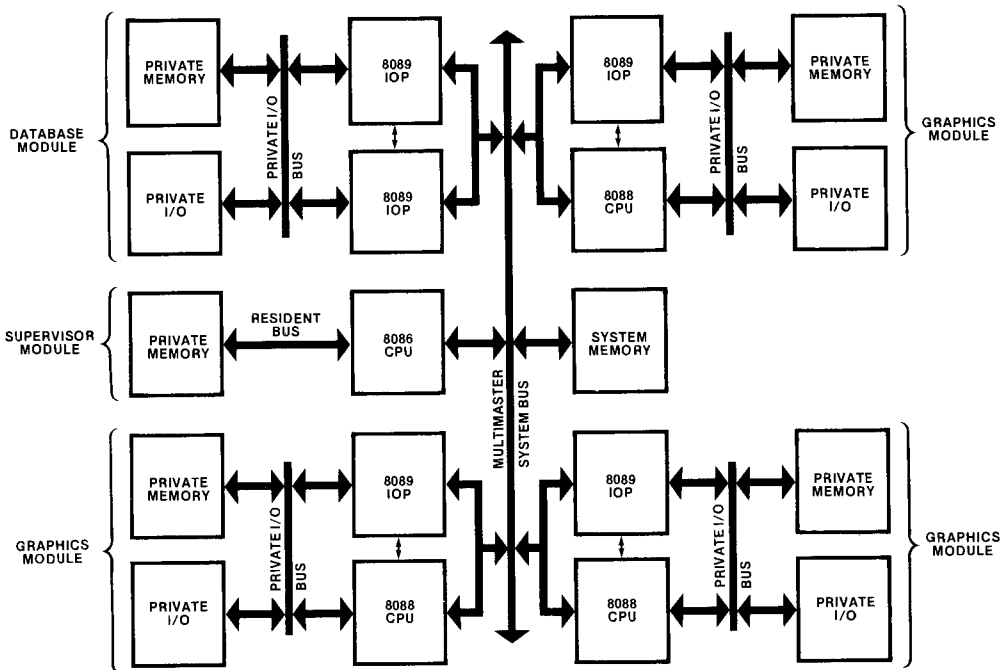 DATABASE
MODULE
PRIVATE
MEMORY
PRIVATE
I/O
PRIVATE I/O
BUS
8089
IOP
8089
IOP
8089
IOP
8088
CPU
PRIVATE I/O
BUS
PRIVATE
MEMORY
PRIVATE
I/O
GRAPHICS
MODULE
SUPERVISOR
MODULE
PRIVATE
MEMORY
RESIDENT
BUS
8086
CPU
MULTIMASTER
SYSTEM BUS
SYSTEM
MEMORY
GRAPHICS
MODULE
PRIVATE
MEMORY
PRIVATE
I/O
PRIVATE I/O
BUS
8089
IOP
8088
CPU
8089
IOP
8088
CPU
PRIVATE I/O
BUS
PRIVATE
MEMORY
PRIVATE
I/O
GRAPHICS
MODULE